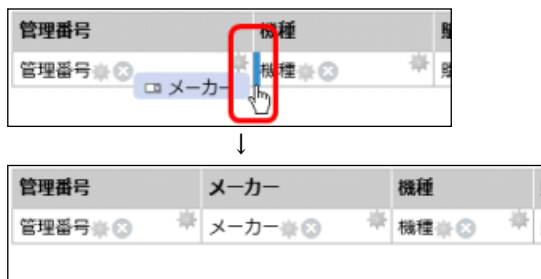 管理番号 機種
管理番号 機種
メーカー
↓
管理番号 メーカー 機種
管理番号 メーカー 機種